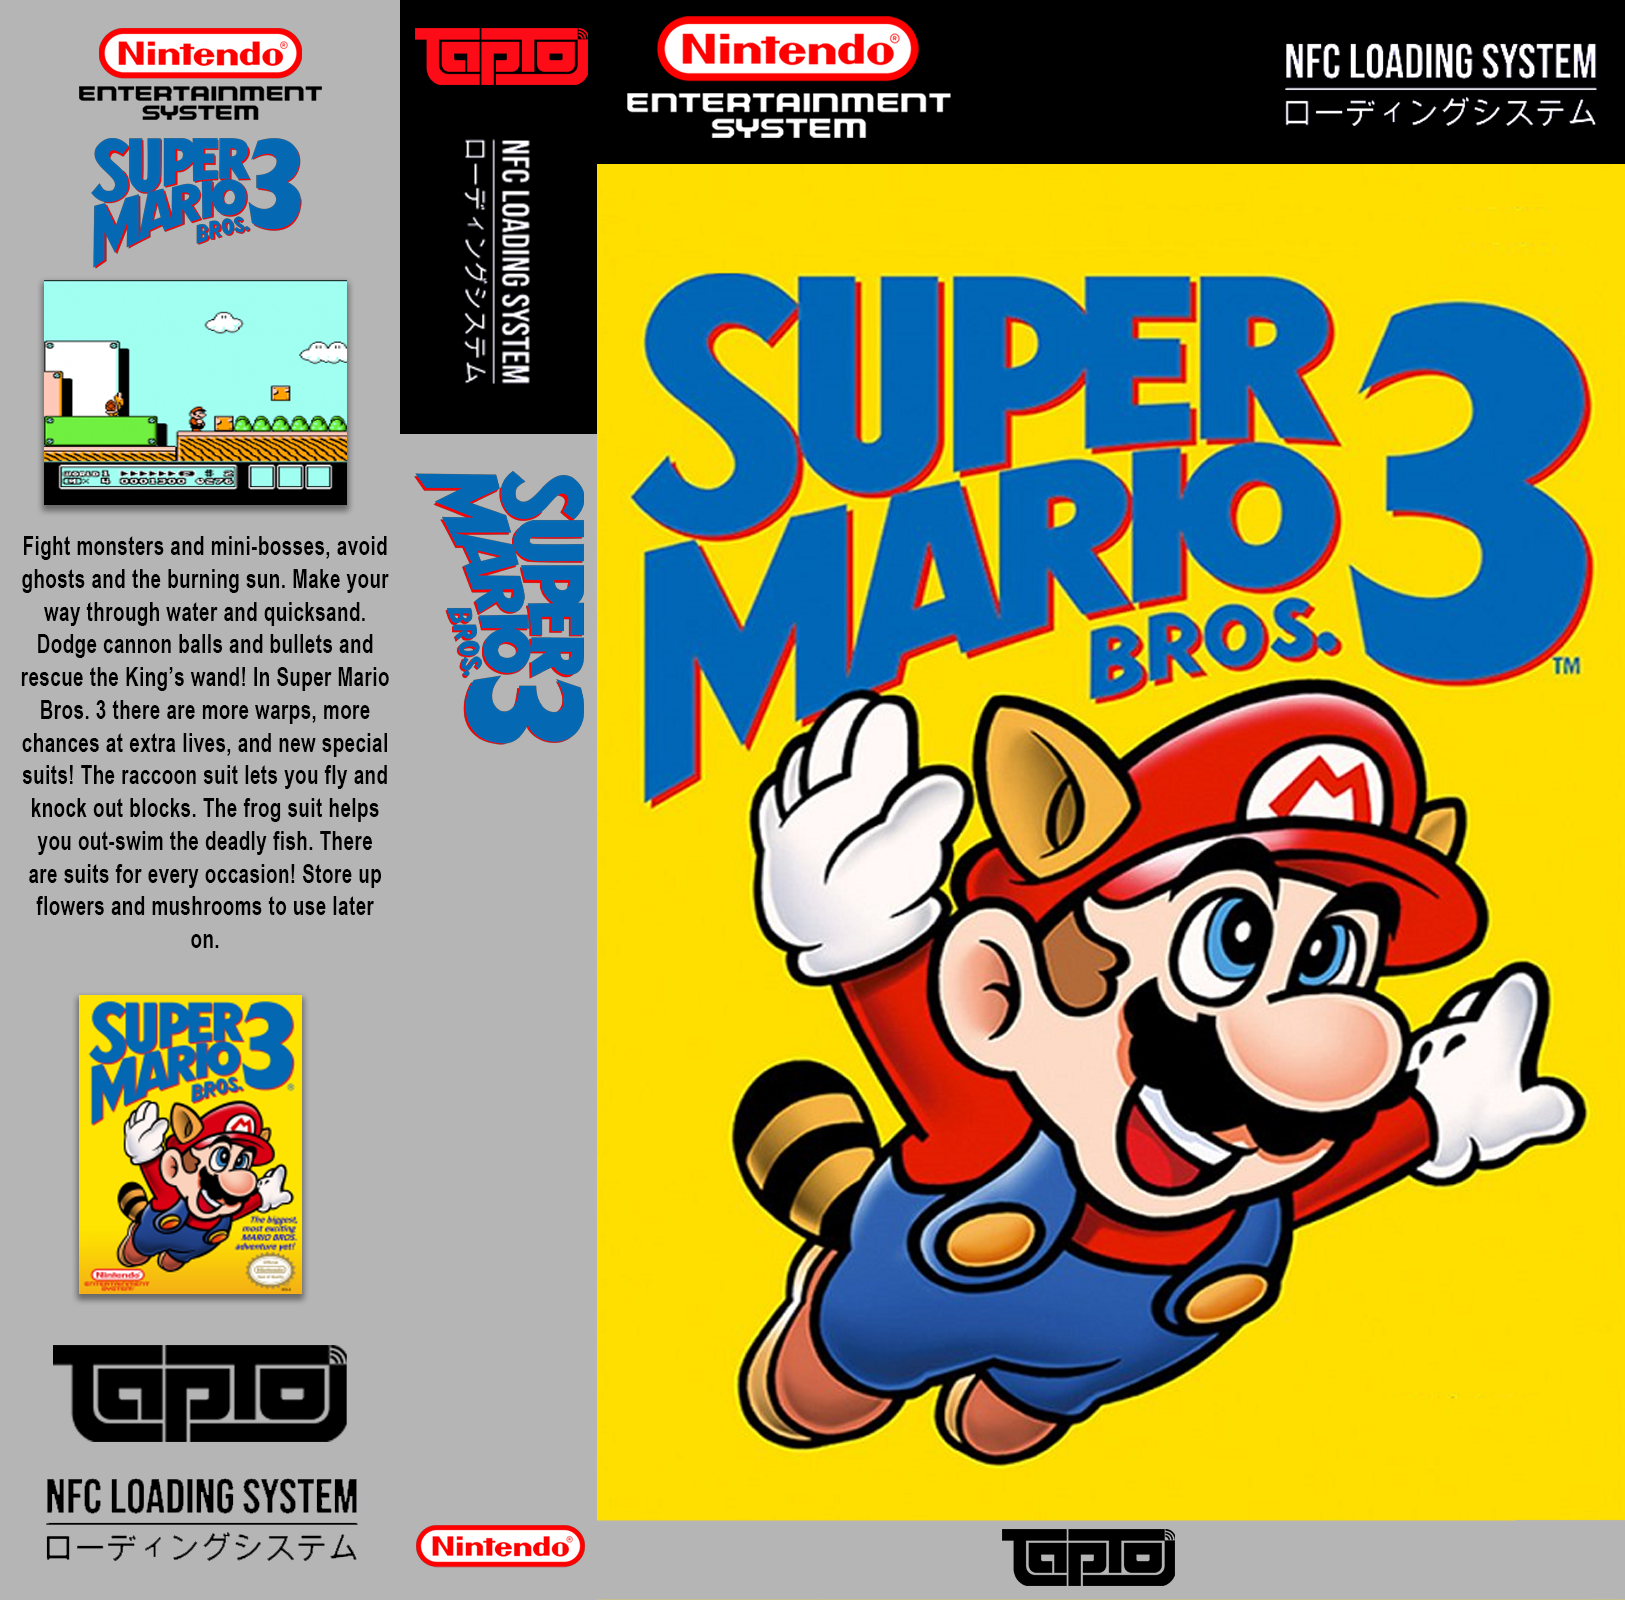 Nintendo®
ENTERTAINMENT
SYSTEM
SUPER
MARIO
BROS.
3
WORLD 1
× 4 0001300
Fight monsters and mini-bosses, avoid
ghosts and the burning sun. Make your
way through water and quicksand.
Dodge cannon balls and bullets and
rescue the King’s wand! In Super Mario
Bros. 3 there are more warps, more
chances at extra lives, and new special
suits! The raccoon suit lets you fly and
knock out blocks. The frog suit helps
you out-swim the deadly fish. There
are suits for every occasion! Store up
flowers and mushrooms to use later
on.
SUPER
MARIO
BROS.
3
The biggest,
most exciting
MARIO BROS.
adventure yet!
Nintendo
ENTERTAINMENT
SYSTEM
TapTo
NFC LOADING SYSTEM
ローディングシステム
TapTo
NFC LOADING SYSTEM
ローディングシステム
SUPER
MARIO
BROS.
3
Nintendo®
Nintendo®
ENTERTAINMENT
SYSTEM
NFC LOADING SYSTEM
ローディングシステム
SUPER
MARIO
BROS.
3
™
M
TapTo